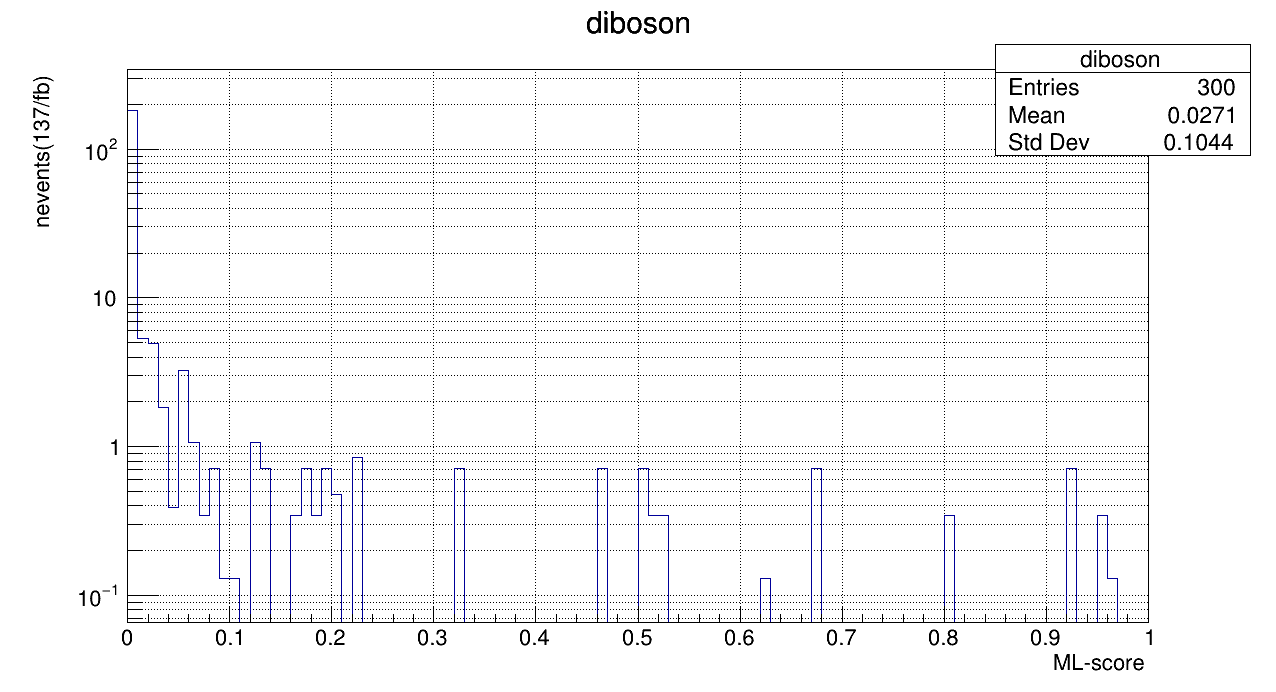 diboson
diboson
Entries 300
Mean 0.0271
Std Dev 0.1044
nevents(137/fb)
10²
10
1
10⁻¹
0 0.1 0.2 0.3 0.4 0.5 0.6 0.7 0.8 0.9 1
ML-score